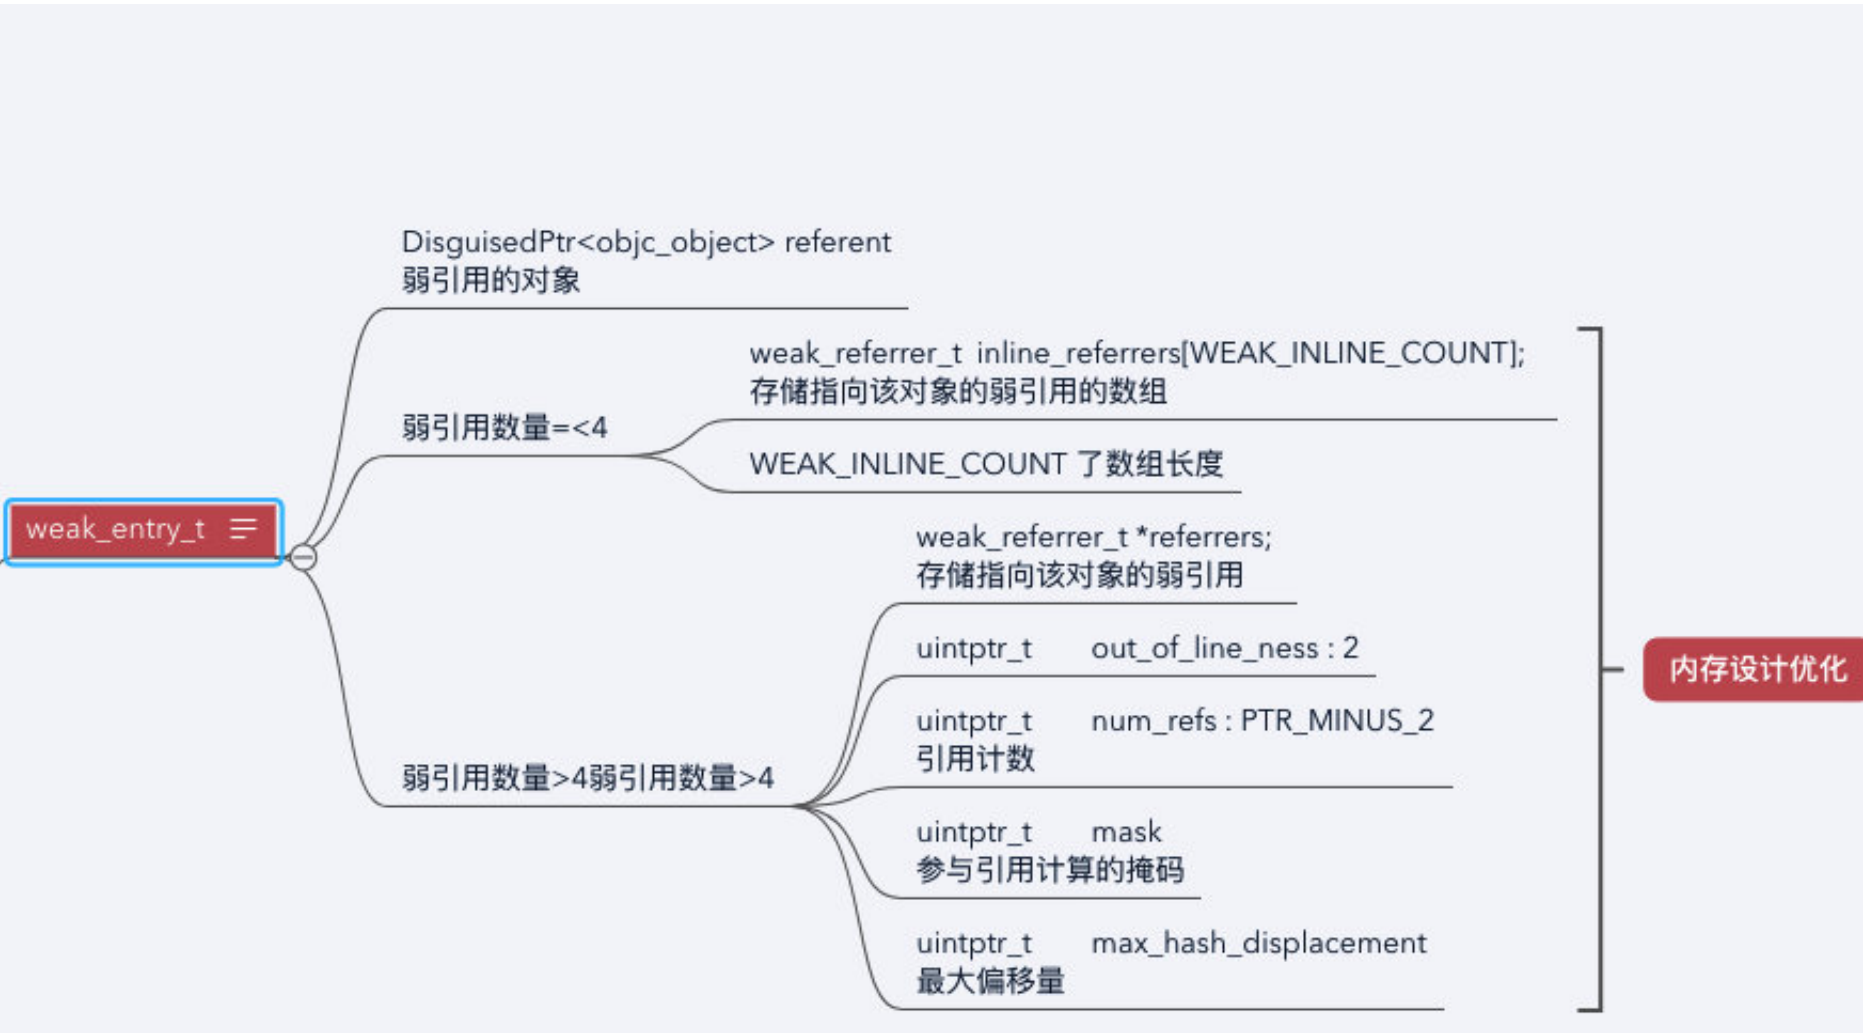 DisguisedPtr<objc_object> referent
弱引用的对象
weak_referrer_t inline_referrers[WEAK_INLINE_COUNT];
存储指向该对象的弱引用的数组
弱引用数量=<4
WEAK_INLINE_COUNT 了数组长度
weak_entry_t
weak_referrer_t *referrers;
存储指向该对象的弱引用
uintptr_t out_of_line_ness : 2
内存设计优化
uintptr_t num_refs : PTR_MINUS_2
引用计数
弱引用数量>4弱引用数量>4
uintptr_t mask
参与引用计算的掩码
uintptr_t max_hash_displacement
最大偏移量